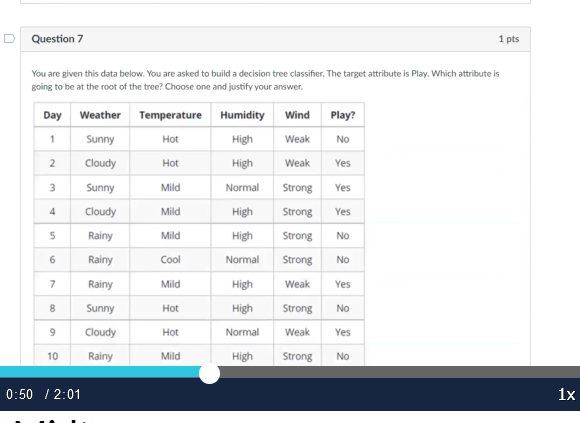 Question 7 1 pts
You are given this data below. You are asked to build a decision tree classifier. The target attribute is Play. Which attribute is
going to be at the root of the tree? Choose one and justify your answer.
Day Weather Temperature Humidity Wind Play?
1 Sunny Hot High Weak No
2 Cloudy Hot High Weak Yes
3 Sunny Mild Normal Strong Yes
4 Cloudy Mild High Strong Yes
5 Rainy Mild High Strong No
6 Rainy Cool Normal Strong No
7 Rainy Mild High Weak Yes
8 Sunny Hot High Strong No
9 Cloudy Hot Normal Weak Yes
10 Rainy Mild High Strong No
0:50 / 2:01 1x